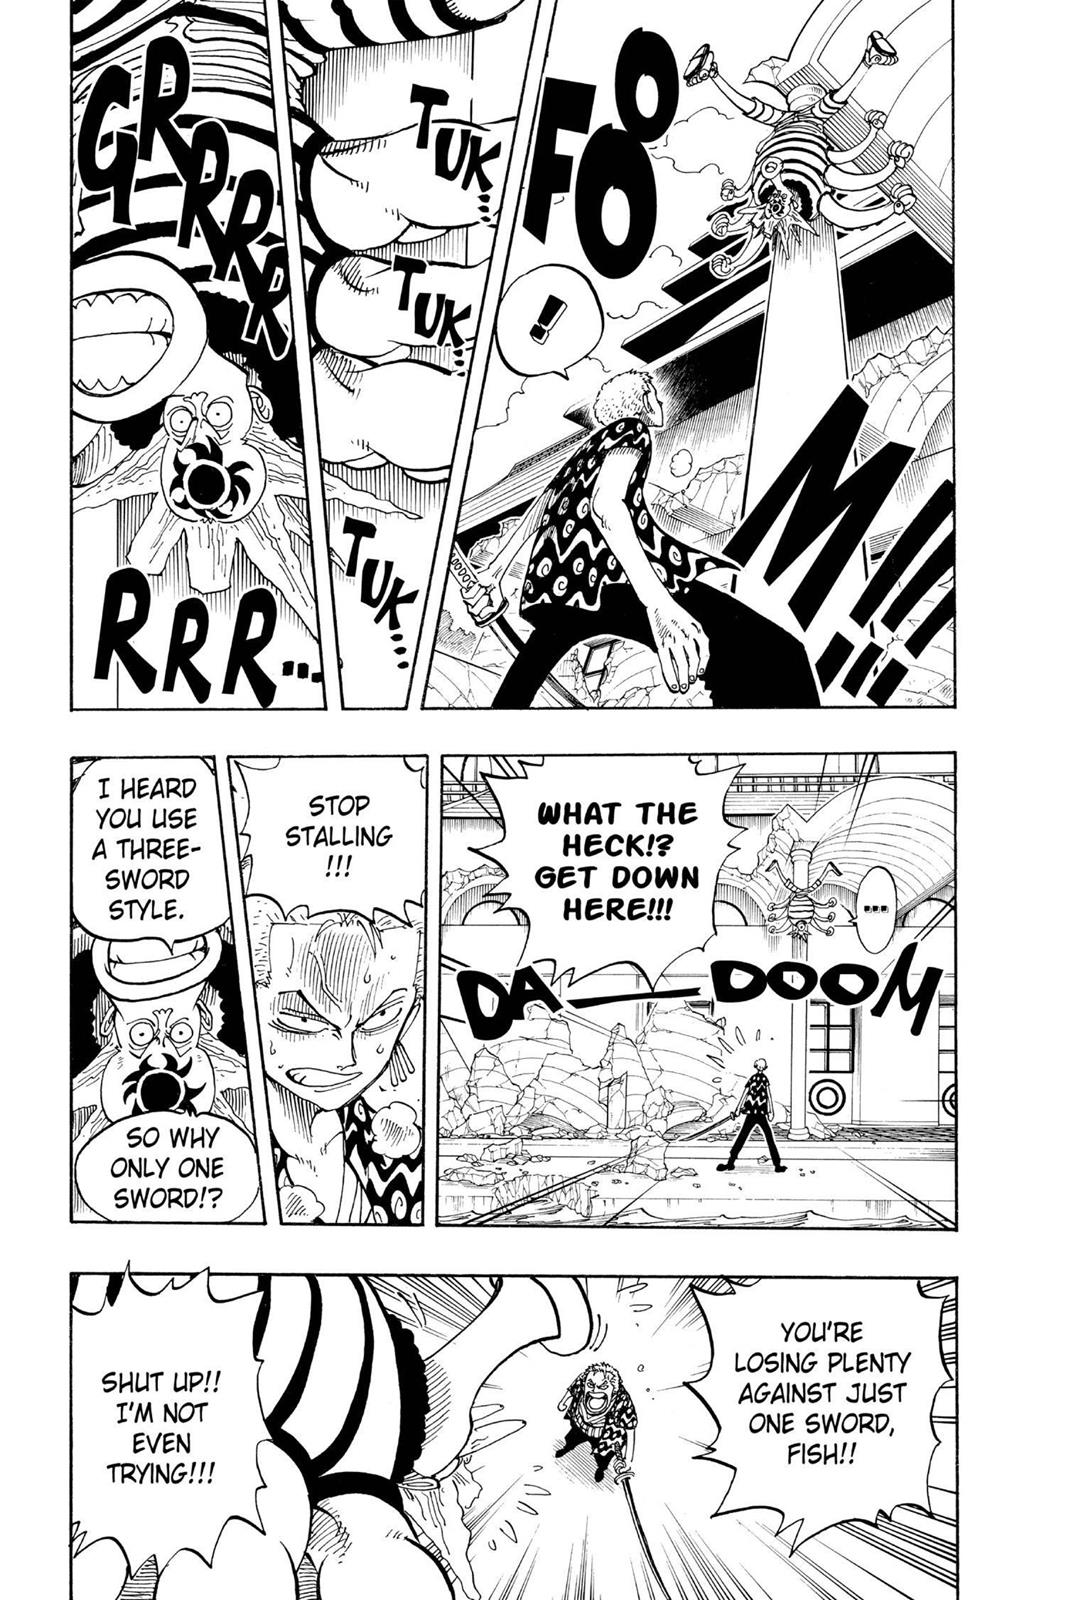 FOOM!!!
!
TUK...
TUK...
TUK...
GRRRRR
RRR...
WHAT THE
HECK!?
GET DOWN
HERE!!!
...
DA—DOOM
STOP
STALLING
!!!
I HEARD
YOU USE
A THREE-
SWORD
STYLE.
SO WHY
ONLY ONE
SWORD!?
YOU'RE
LOSING PLENTY
AGAINST JUST
ONE SWORD,
FISH!!
SHUT UP!!
I'M NOT
EVEN
TRYING!!!